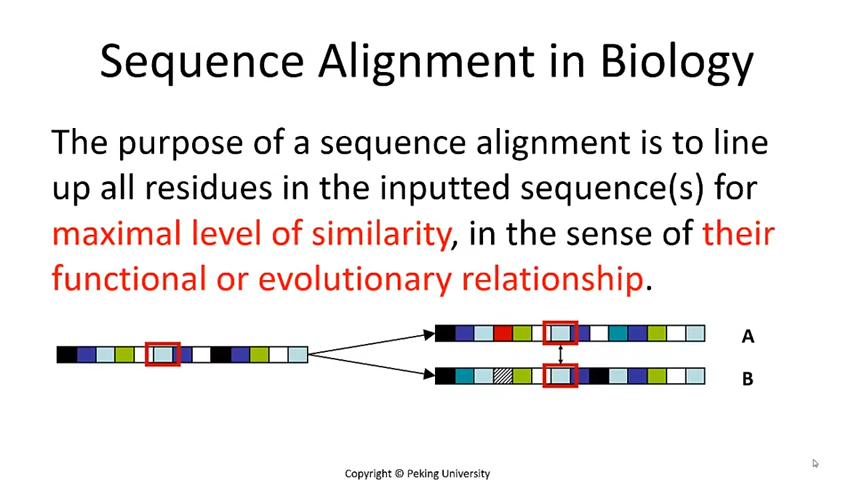 Sequence Alignment in Biology
The purpose of a sequence alignment is to line
up all residues in the inputted sequence(s) for
maximal level of similarity, in the sense of their
functional or evolutionary relationship.
A
B
Copyright © Peking University